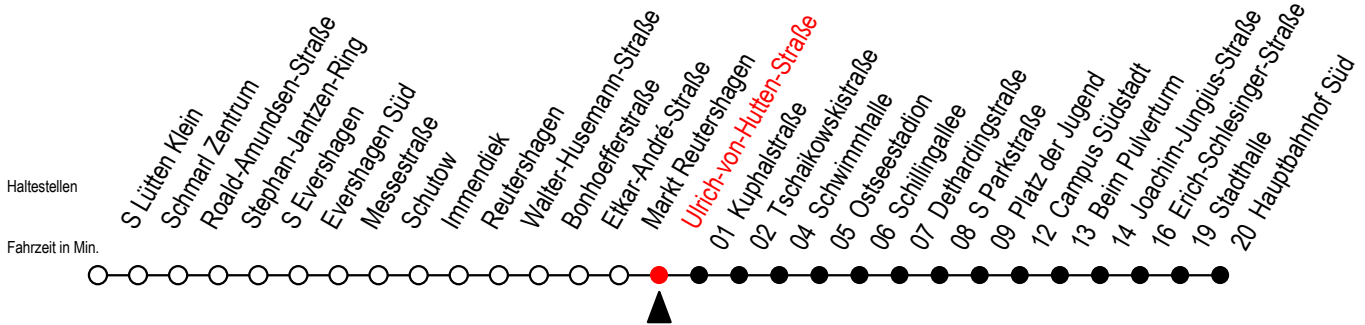 Haltestellen
Fahrzeit in Min.
S Lütten Klein
Schmarl Zentrum
Roald-Amundsen-Straße
Stephan-Jantzen-Ring
S Evershagen
Evershagen Süd
Messestraße
Schutow
Immendiek
Reutershagen
Walter-Husemann-Straße
Bonhoefferstraße
Etkar-André-Straße
Markt Reutershagen
Ulrich-von-Hutten-Straße
01 Kuphalstraße
02 Tschaikowskistraße
04 Schwimmhalle
05 Ostseestadion
06 Schillingallee
07 Dethardingstraße
08 S Parkstraße
09 Platz der Jugend
12 Campus Südstadt
13 Beim Pulverturm
14 Joachim-Jungius-Straße
16 Erich-Schlesinger-Straße
19 Stadthalle
20 Hauptbahnhof Süd